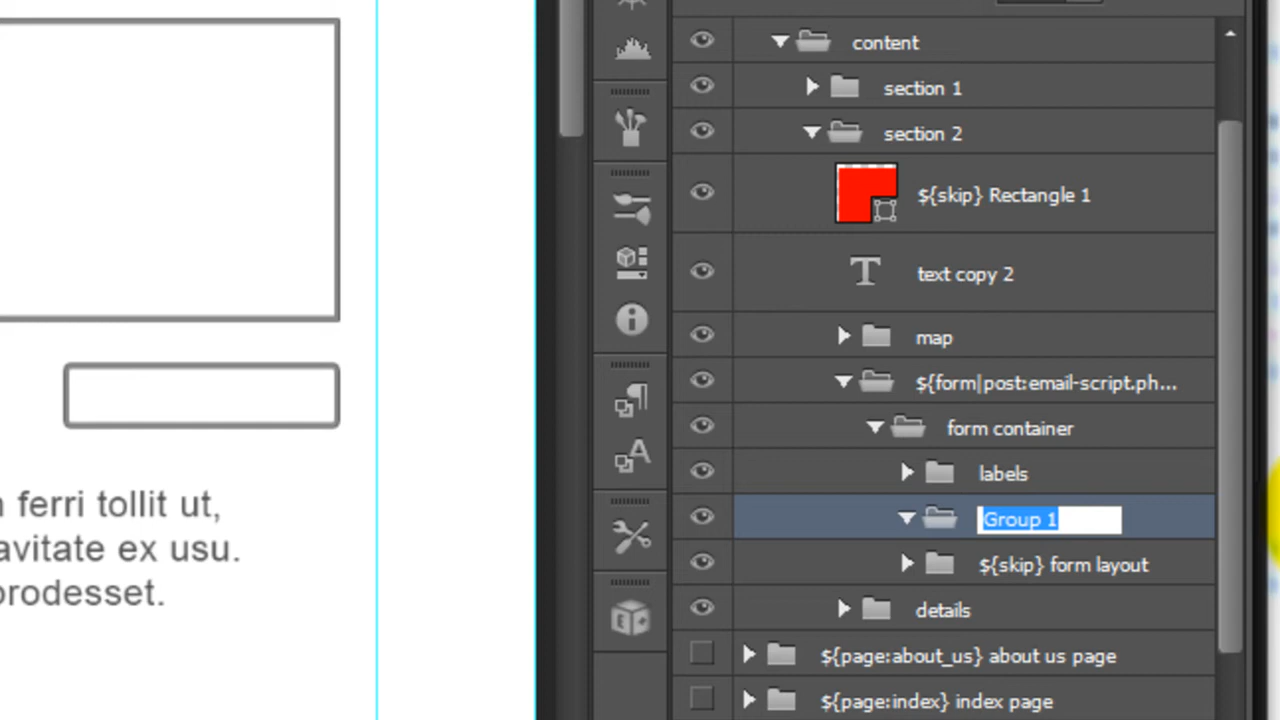 content
section 1
section 2
${skip} Rectangle 1
text copy 2
map
${form|post:email-script.ph...
form container
labels
Group 1
${skip} form layout
details
${page:about_us} about us page
${page:index} index page
ferri tollit ut,
avitate ex usu.
prodesset.